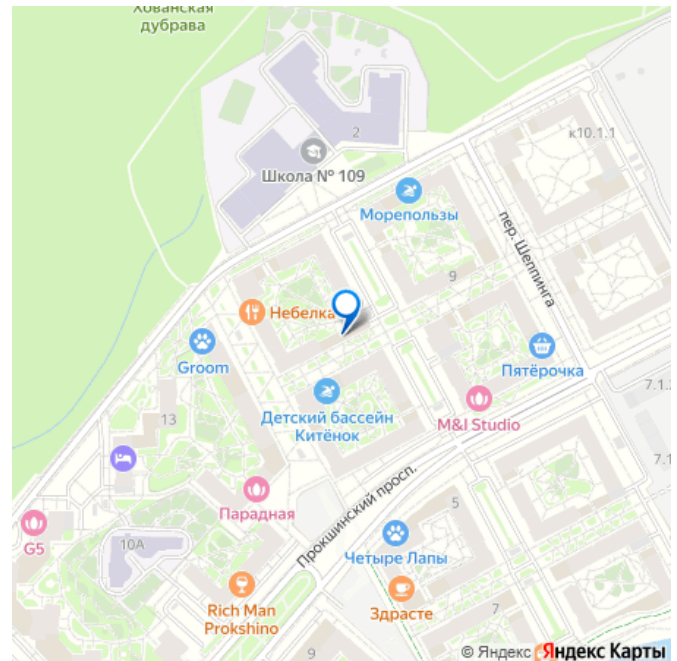 Хованская
дубрава
к10.1.1
2
Школа № 109
Морепользы
пер. Шеппинга
9
Небелка
Groom
Пятёрочка
7.1.
Детский бассейн
Китёнок
M&I Studio
13
7.1
Парадная
Прокшинский просп.
5
G5
10А
Четыре Лапы
Rich Man
Prokshino
Здрасте
7
9
© Яндекс
Яндекс Карты